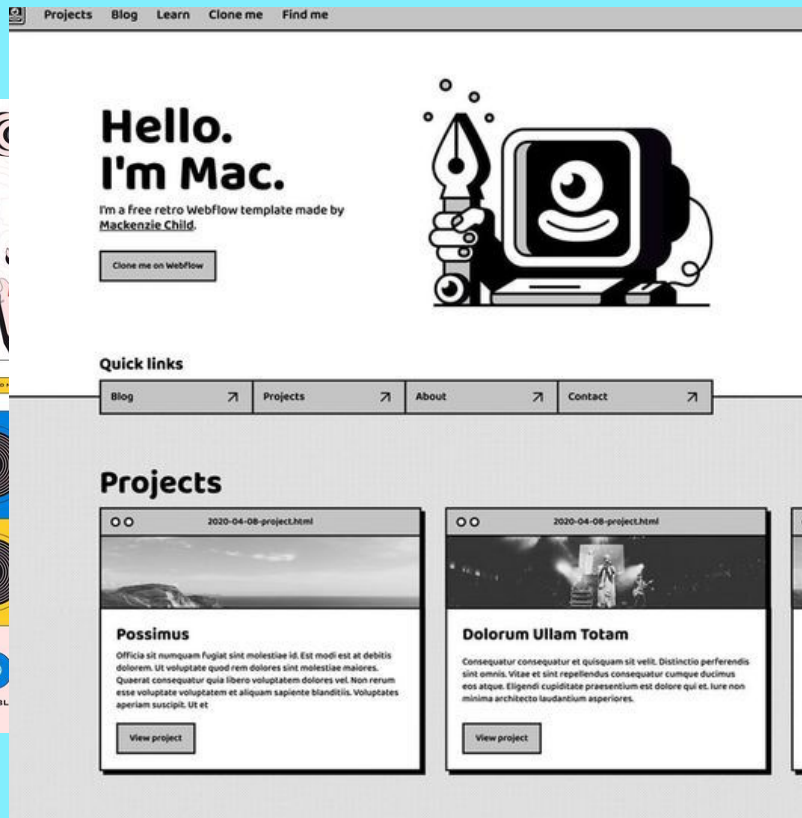 Projects Blog Learn Clone me Find me
Hello.
I'm Mac.
I'm a free retro Webflow template made by
Mackenzie Child.
Clone me on Webflow
Quick links
Blog
Projects
About
Contact
Projects
2020-04-08-project.html
Possimus
Officia sit numquam fugiat sint molestiae id. Est modi est at debitis
dolorem. Ut voluptate quod rem dolores sint molestiae maiores.
Quaerat consequatur quia libero voluptatem dolores vel. Non rerum
esse voluptate voluptatem et aliquam sapiente blanditiis. Voluptates
aperiam suscipit. Ut et
View project
2020-04-08-project.html
Dolorum Ullam Totam
Consequatur consequatur et quisquam sit velit. Distinctio perferendis
sint omnis. Vitae et sint repellendus consequatur cumque ducimus
eos atque. Eligendi cupiditate praesentium est dolore qui et. Iure non
minima architecto laudantium asperiores.
View project